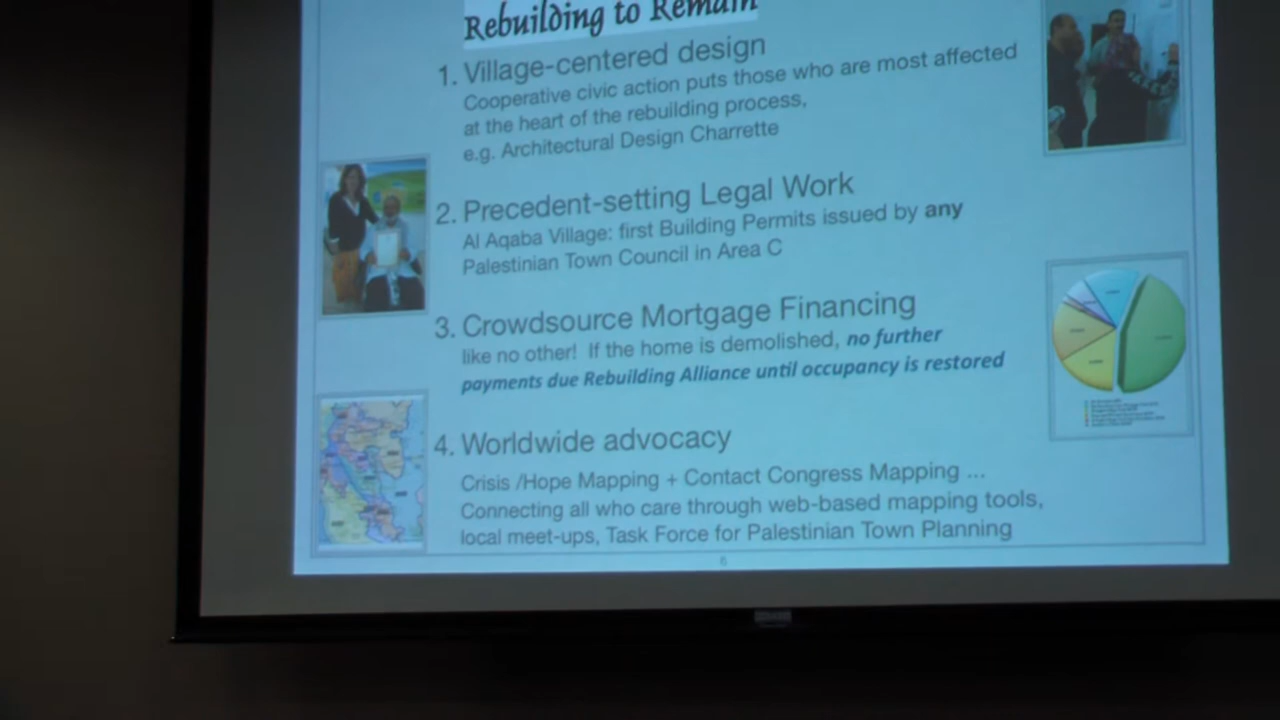 Rebuilding to Remain
1. Village-centered design
Cooperative civic action puts those who are most affected
at the heart of the rebuilding process,
e.g. Architectural Design Charrette
2. Precedent-setting Legal Work
Al Aqaba Village: first Building Permits issued by any
Palestinian Town Council in Area C
3. Crowdsource Mortgage Financing
like no other! If the home is demolished, no further
payments due Rebuilding Alliance until occupancy is restored
4. Worldwide advocacy
Crisis /Hope Mapping + Contact Congress Mapping ...
Connecting all who care through web-based mapping tools,
local meet-ups, Task Force for Palestinian Town Planning
6